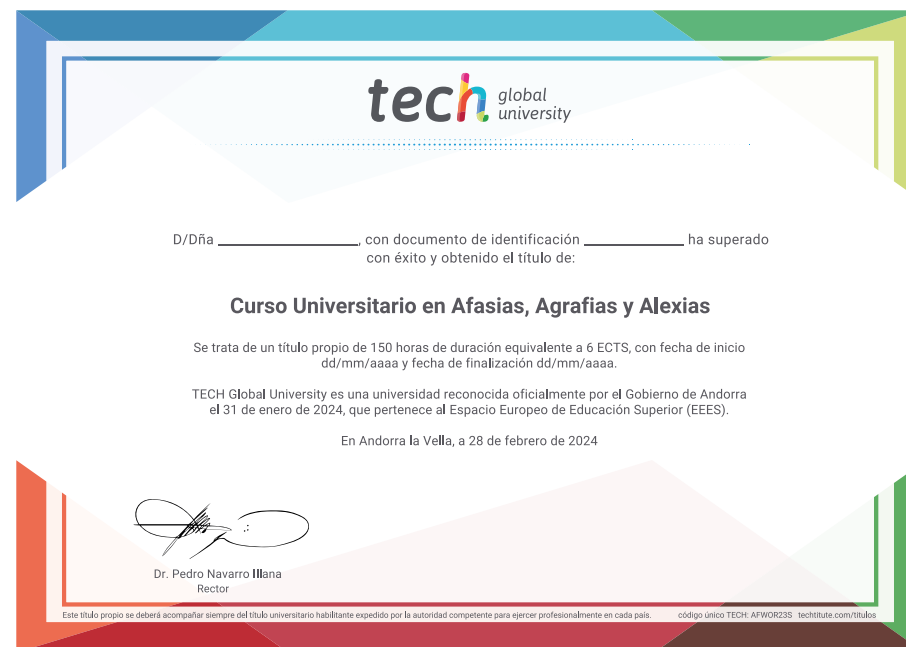 tech global university
D/Dña ______________, con documento de identificación __________ ha superado
con éxito y obtenido el título de:
Curso Universitario en Afasias, Agrafias y Alexias
Se trata de un título propio de 150 horas de duración equivalente a 6 ECTS, con fecha de inicio
dd/mm/aaaa y fecha de finalización dd/mm/aaaa.
TECH Global University es una universidad reconocida oficialmente por el Gobierno de Andorra
el 31 de enero de 2024, que pertenece al Espacio Europeo de Educación Superior (EEES).
En Andorra la Vella, a 28 de febrero de 2024
Dr. Pedro Navarro Illana
Rector
Este título propio se deberá acompañar siempre del título universitario habilitante expedido por la autoridad competente para ejercer profesionalmente en cada país. código único TECH: AFWOR23S techtitute.com/titulos